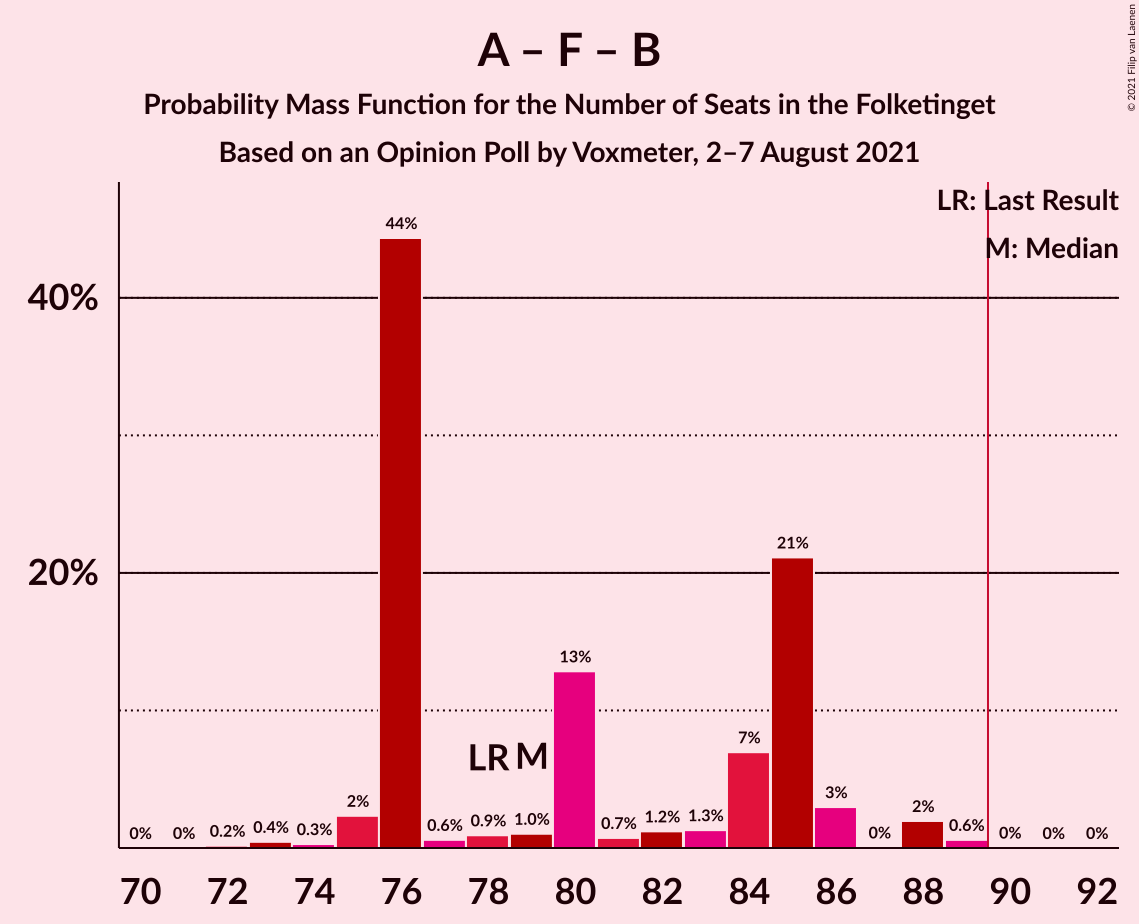 A – F – B
Probability Mass Function for the Number of Seats in the Folketinget
Based on an Opinion Poll by Voxmeter, 2–7 August 2021
© 2021 Filip van Laenen
LR: Last Result
M: Median
44%
40%
21%
20%
13%
7%
LR M
3%
2% 2%
0% 0% 0.2% 0.4% 0.3% 0.6% 0.9% 1.0% 0.7% 1.2% 1.3% 0% 0.6% 0% 0% 0%
70 72 74 76 78 80 82 84 86 88 90 92